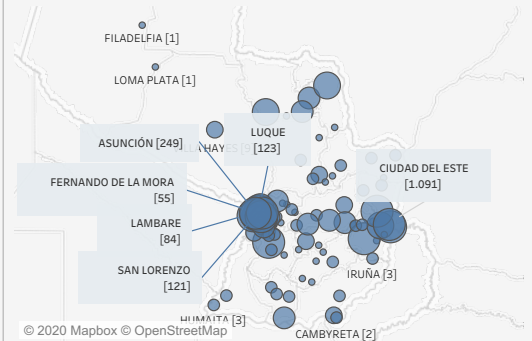 FILADELFIA [1]
LOMA PLATA [1]
LUQUE
[123]
ASUNCIÓN [249]
HAYES
CIUDAD DEL ESTE
[1.091]
FERNANDO DE LA MORA
[55]
LAMBARE
[84]
SAN LORENZO
[121]
IRUÑA [3]
HUMAITA [3]
CAMBYRETA [2]
© 2020 Mapbox © OpenStreetMap